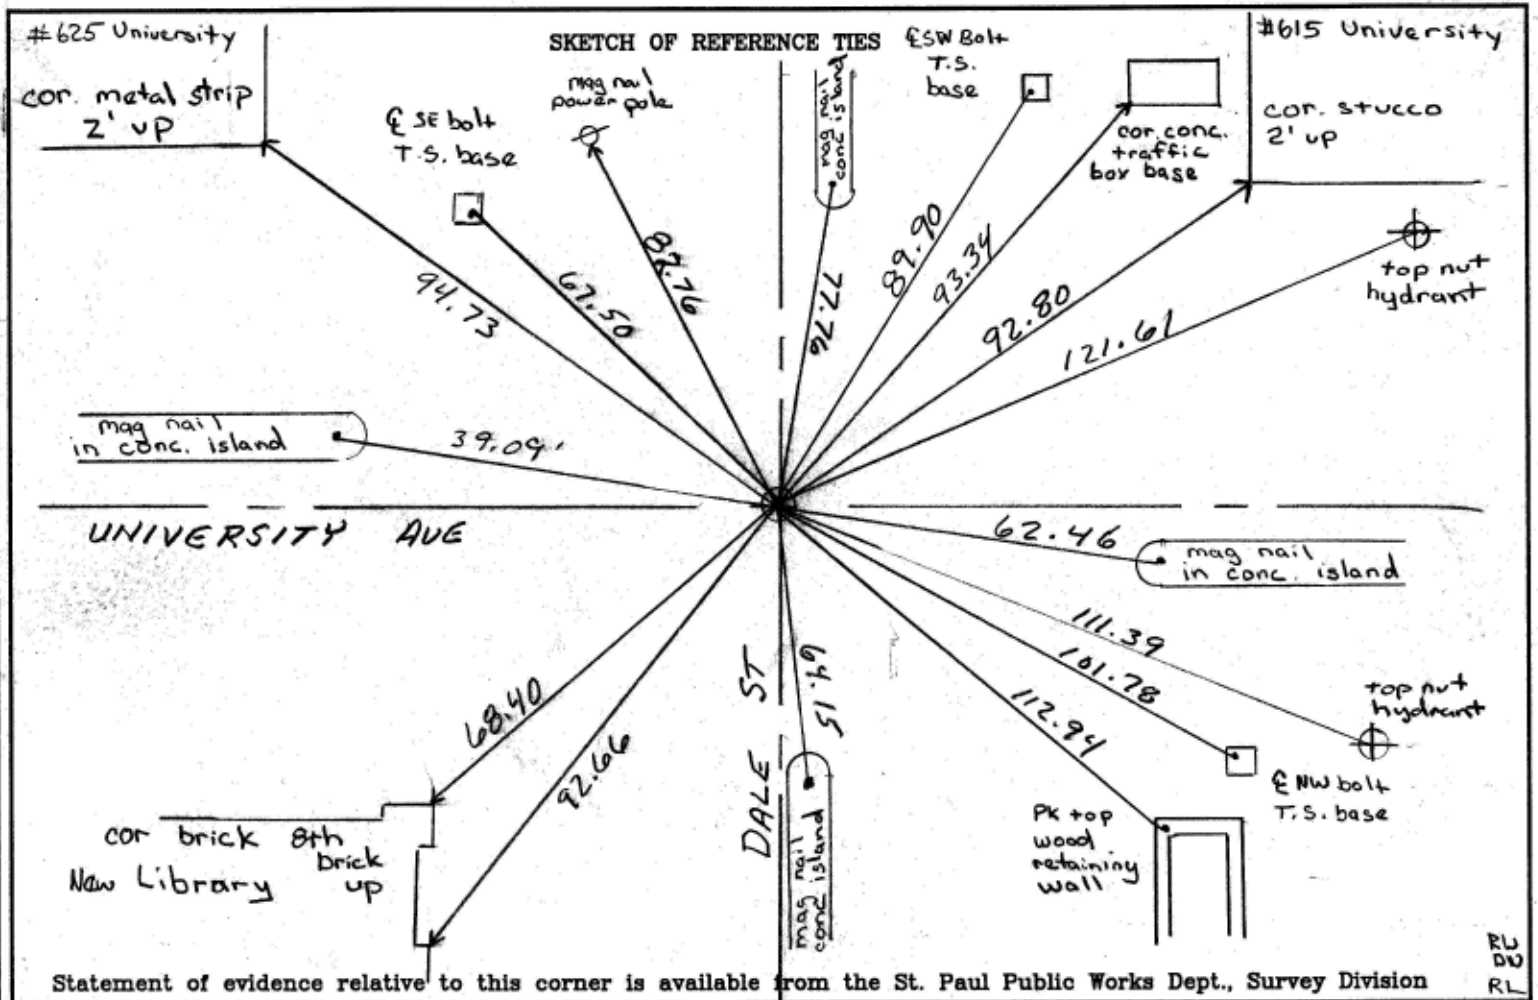 SKETCH OF REFERENCE TIES
#625 University
cor. metal strip
2' up
℄ SE bolt
T.S. base
mag nail
power pole
mag nail
conc island
℄ SW Bolt
T.S.
base
cor. conc.
traffic
box base
#615 University
cor. stucco
2' up
top nut
hydrant
94.73
67.50
82.76
77.76
89.90
93.34
92.80
121.61
mag nail
in conc. island
39.09'
UNIVERSITY AVE
62.46
mag nail
in conc. island
111.39
101.78
112.94
64.15
DALE ST
68.40
92.66
top nut
hydrant
℄ NW bolt
T.S. base
PK top
wood
retaining
wall
mag nail
conc island
cor brick 8th
brick
up
New Library
RW
DW
RL
Statement of evidence relative to this corner is available from the St. Paul Public Works Dept., Survey Division